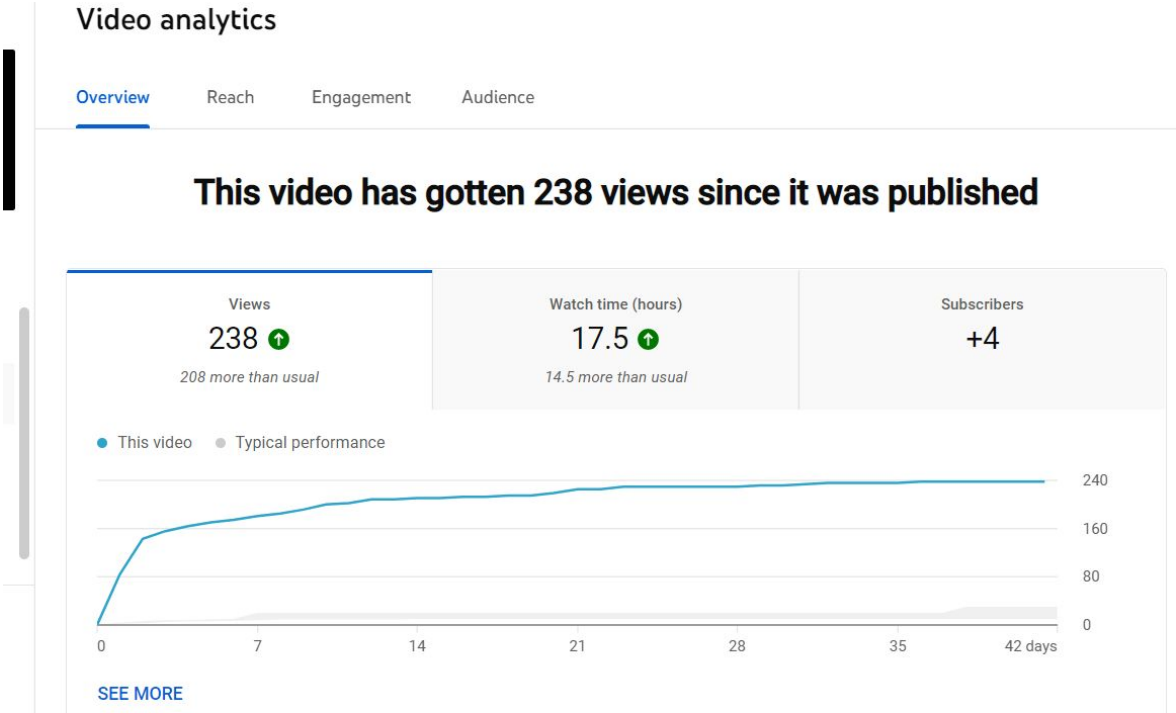 Video analytics
Overview Reach Engagement Audience
This video has gotten 238 views since it was published
Views
238
208 more than usual
Watch time (hours)
17.5
14.5 more than usual
Subscribers
+4
This video Typical performance
240
160
80
0
0 7 14 21 28 35 42 days
SEE MORE